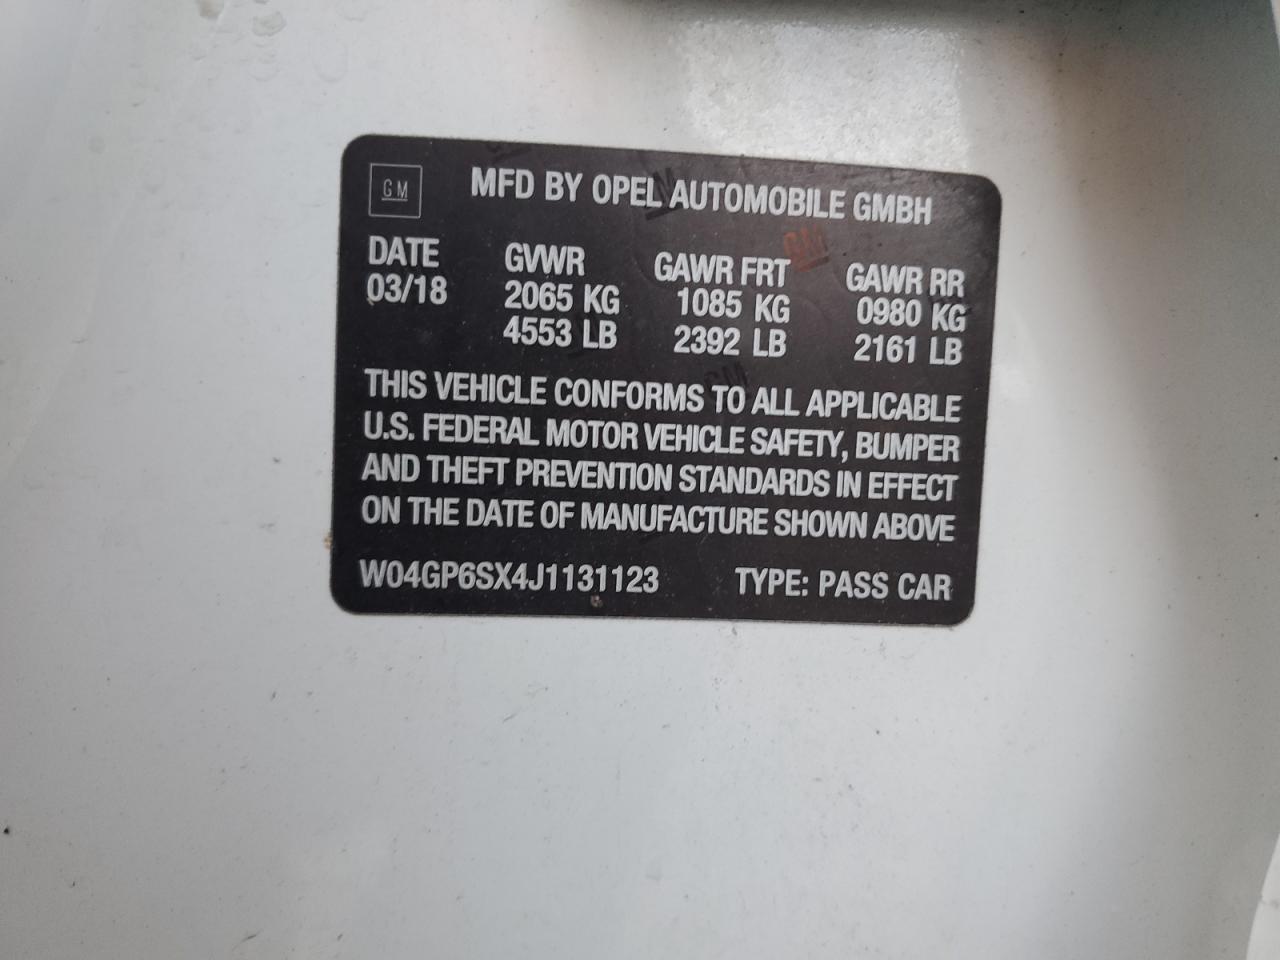 GM
MFD BY OPEL AUTOMOBILE GMBH
DATE GVWR GAWR FRT GAWR RR
03/18 2065 KG 1085 KG 0980 KG
4553 LB 2392 LB 2161 LB
THIS VEHICLE CONFORMS TO ALL APPLICABLE
U.S. FEDERAL MOTOR VEHICLE SAFETY, BUMPER
AND THEFT PREVENTION STANDARDS IN EFFECT
ON THE DATE OF MANUFACTURE SHOWN ABOVE
W04GP6SX4J1131123 TYPE: PASS CAR